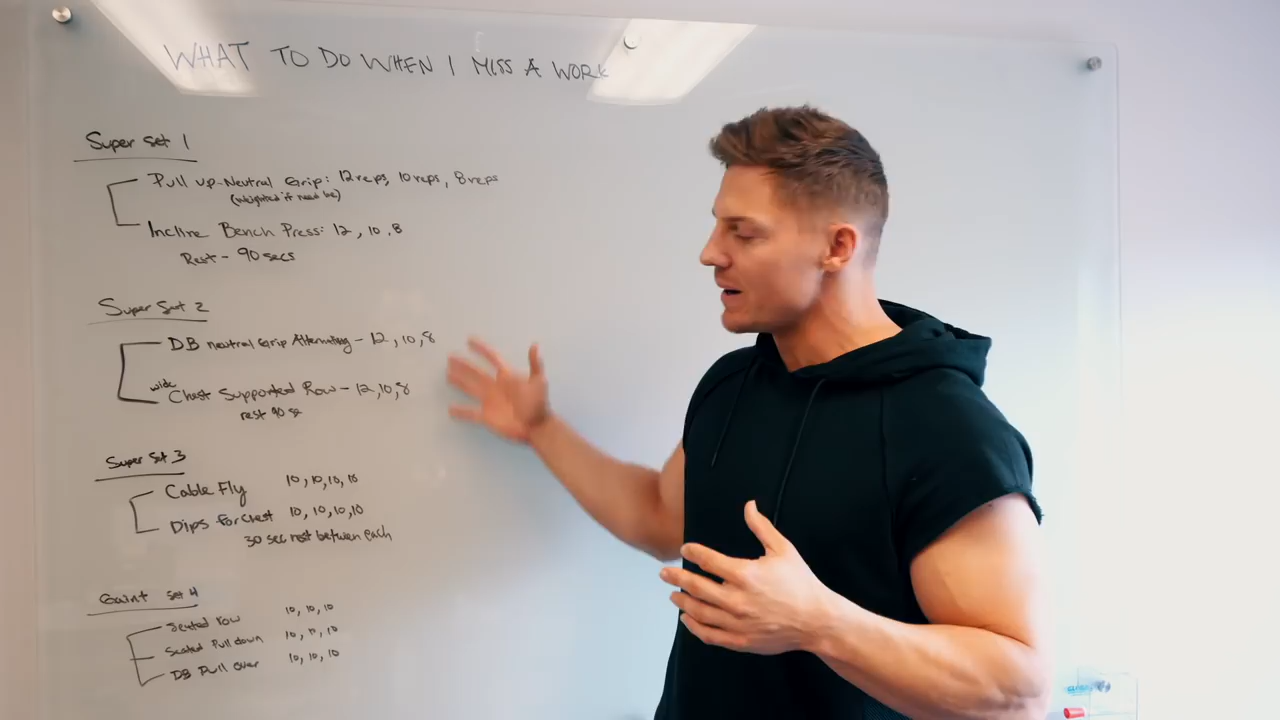 WHAT TO DO WHEN I MISS A WORK
Super Set 1
Pull up-Neutral Grip: 12 reps, 10 reps, 8 reps
(weighted if need be)
Incline Bench Press: 12, 10, 8
Rest - 90 secs
Super Set 2
DB neutral Grip Alternating - 12, 10, 8
wide
Chest Supported Row - 12, 10, 8
rest 90 s
Super Set 3
Cable Fly 10, 10, 10, 10
Dips for Chest 10, 10, 10, 10
30 sec rest between each
Gaint Set 4
Seated Row 10, 10, 10
Seated Pull down 10, 10, 10
DB Pull Over 10, 10, 10